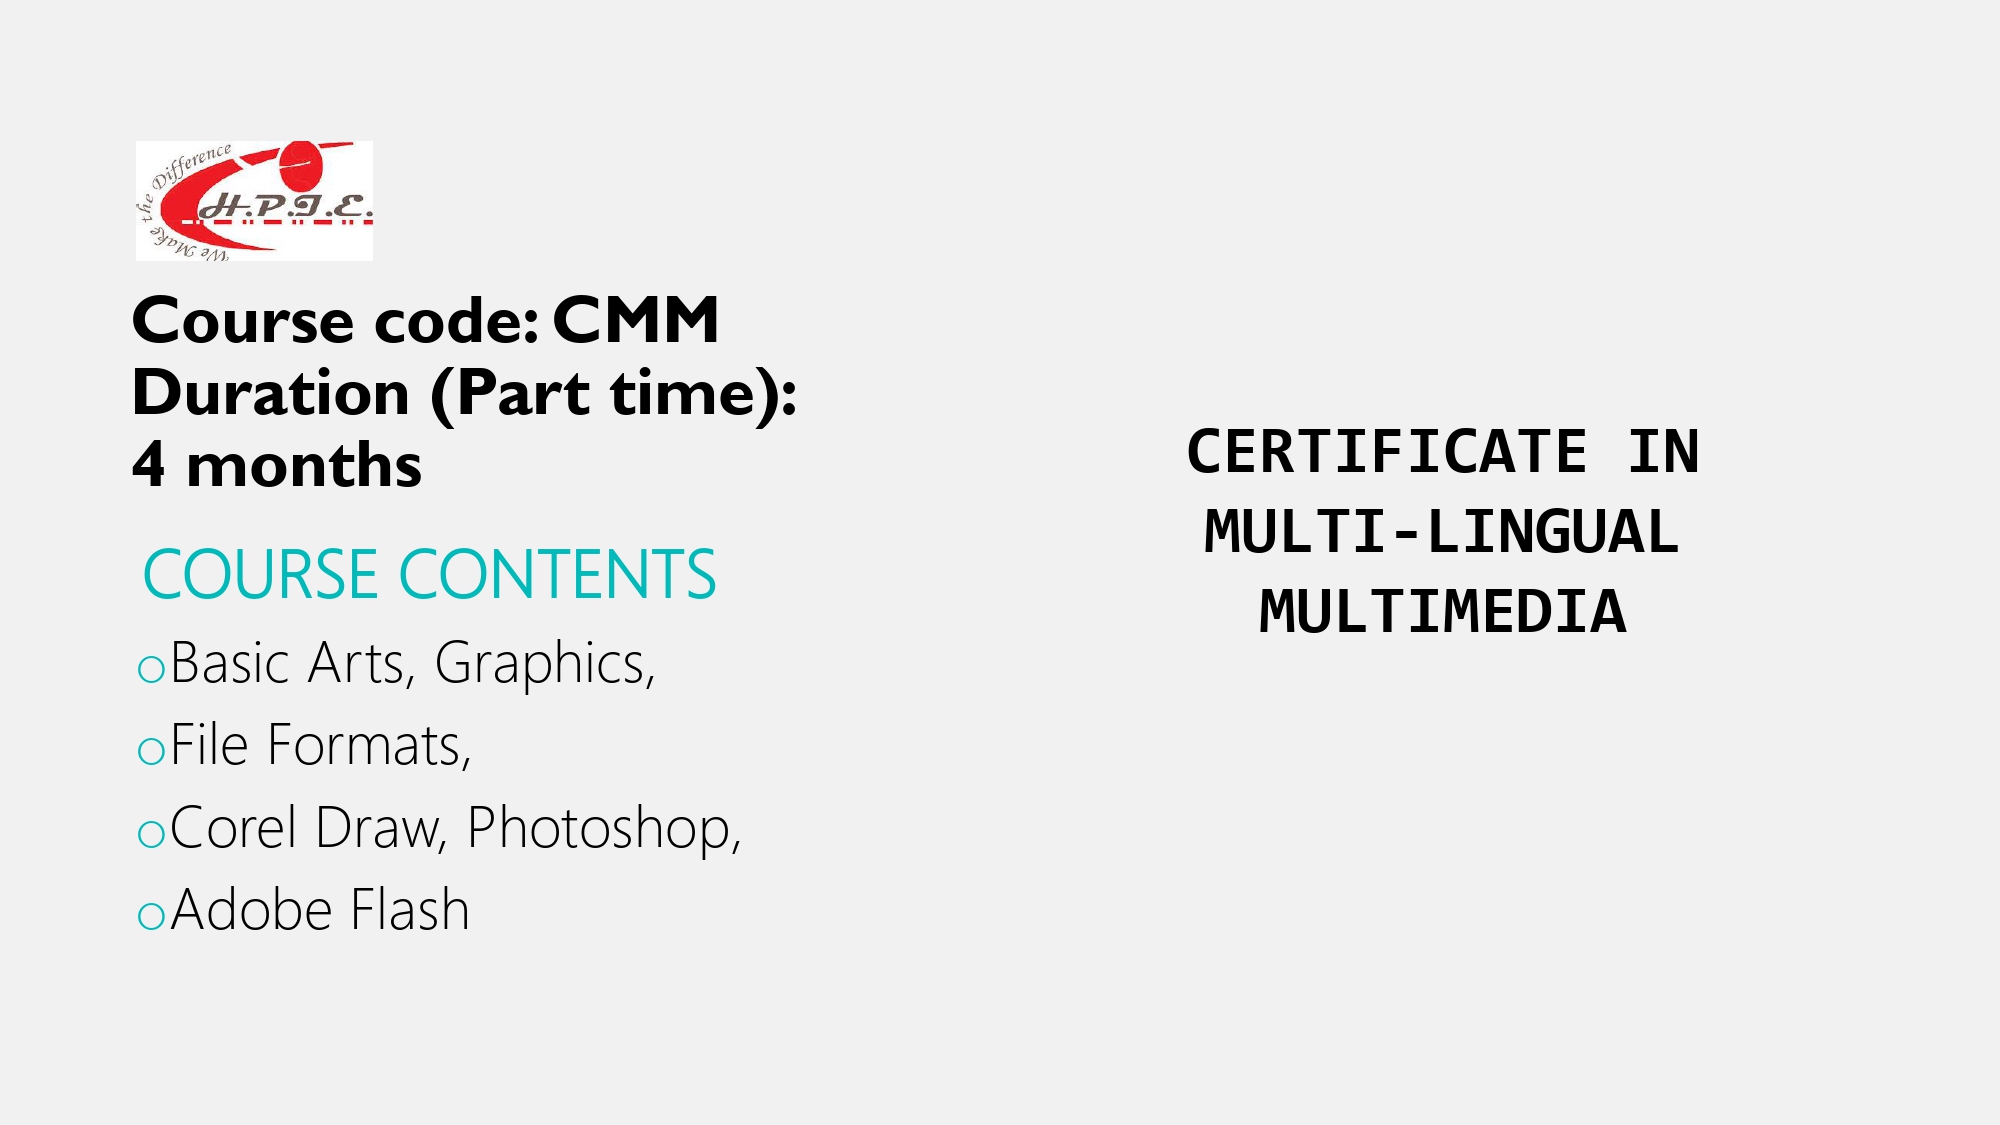 We Make the Difference
H.P.I.E.
Course code: CMM
Duration (Part time):
4 months
COURSE CONTENTS
oBasic Arts, Graphics,
oFile Formats,
oCorel Draw, Photoshop,
oAdobe Flash
CERTIFICATE IN
MULTI-LINGUAL
MULTIMEDIA